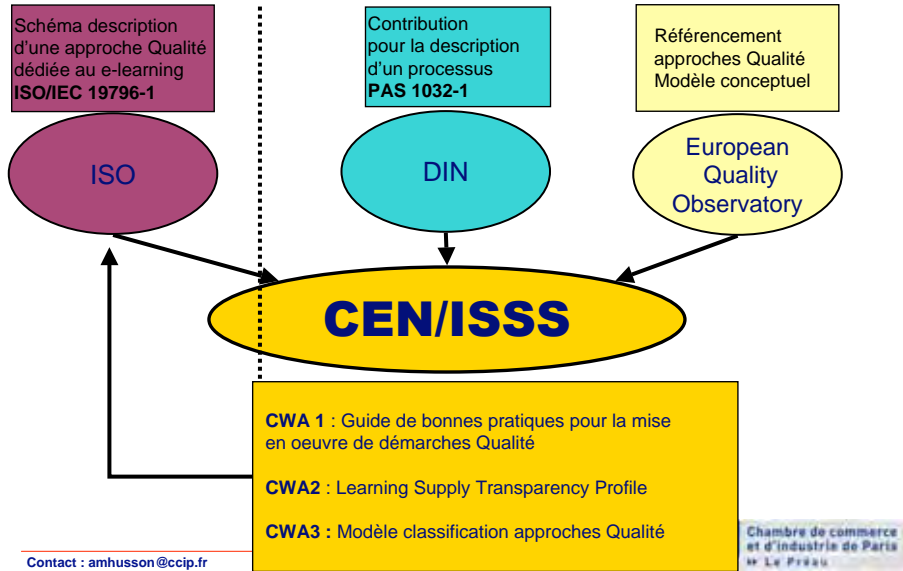 Schéma description
d'une approche Qualité
dédiée au e-learning
ISO/IEC 19796-1
Contribution
pour la description
d'un processus
PAS 1032-1
Référencement
approches Qualité
Modèle conceptuel
ISO
DIN
European
Quality
Observatory
CEN/ISSS
CWA 1 : Guide de bonnes pratiques pour la mise
en oeuvre de démarches Qualité
CWA2 : Learning Supply Transparency Profile
CWA3 : Modèle classification approches Qualité
Contact : amhusson@ccip.fr
Chambre de commerce
et d'industrie de Paris
Le Préau